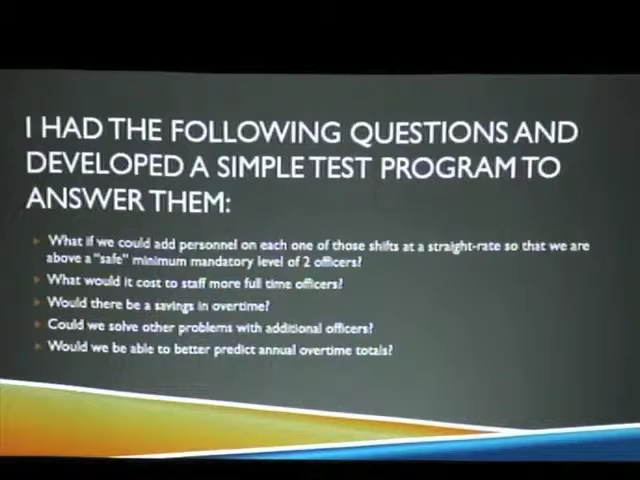 I HAD THE FOLLOWING QUESTIONS AND
DEVELOPED A SIMPLE TEST PROGRAM TO
ANSWER THEM:
What if we could add personnel on each one of those shifts at a straight-rate so that we are
above a "safe" minimum mandatory level of 2 officers?
What would it cost to staff more full time officers?
Would there be a savings in overtime?
Could we solve other problems with additional officers?
Would we be able to better predict annual overtime totals?